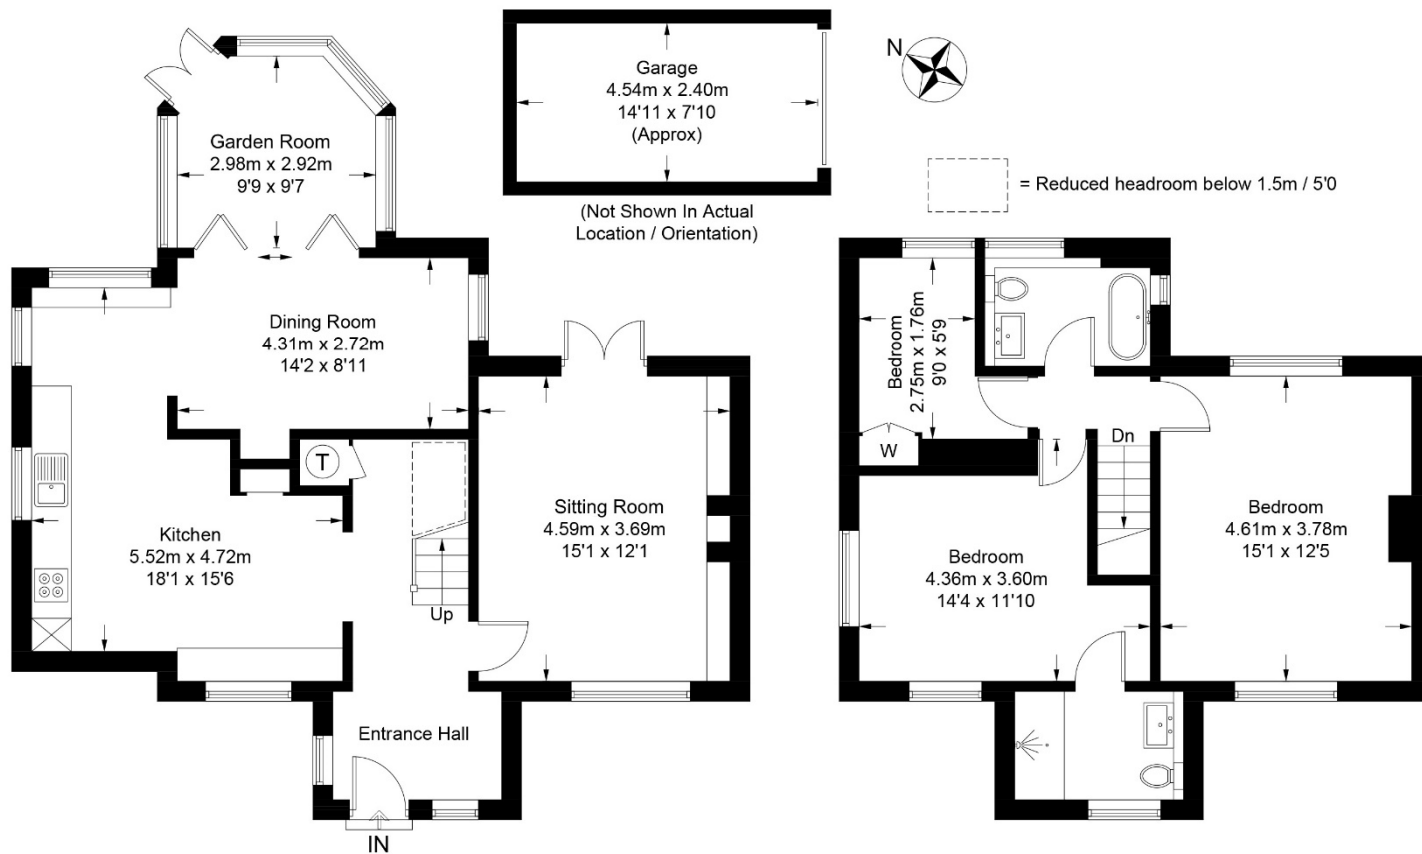 Garage
4.54m x 2.40m
14'11 x 7'10
(Approx)
(Not Shown In Actual
Location / Orientation)
N
= Reduced headroom below 1.5m / 5'0
Garden Room
2.98m x 2.92m
9'9 x 9'7
Dining Room
4.31m x 2.72m
14'2 x 8'11
T
Kitchen
5.52m x 4.72m
18'1 x 15'6
Up
Sitting Room
4.59m x 3.69m
15'1 x 12'1
Entrance Hall
IN
Bedroom
2.75m x 1.76m
9'0 x 5'9
W
Dn
Bedroom
4.36m x 3.60m
14'4 x 11'10
Bedroom
4.61m x 3.78m
15'1 x 12'5